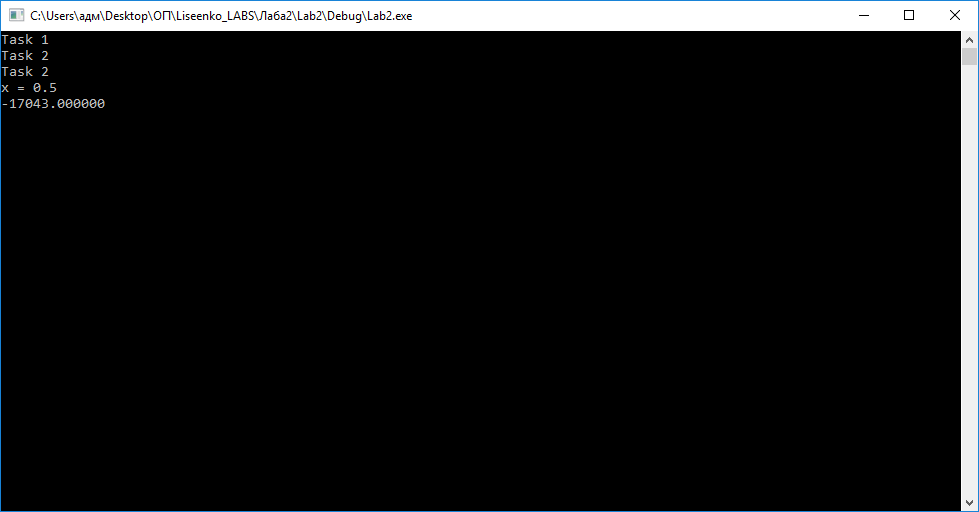 C:\Users\адм\Desktop\ОП\Liseenko_LABS\Лаба2\Lab2\Debug\Lab2.exe
Task 1
Task 2
Task 2
x = 0.5
-17043.000000